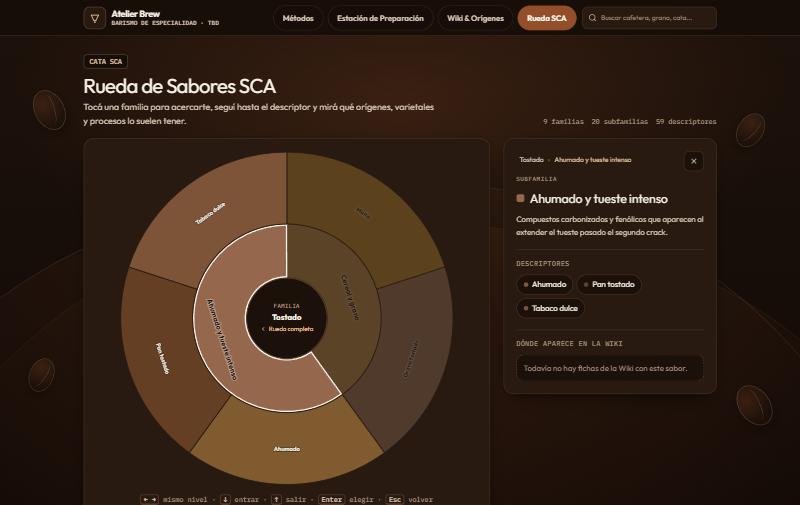 Atelier Brew
BARISMO DE ESPECIALIDAD · TBD
Métodos
Estación de Preparación
Wiki & Orígenes
Rueda SCA
Buscar cafetera, grano, cata...
CATA SCA
Rueda de Sabores SCA
Tocá una familia para acercarte, seguí hasta el descriptor y mirá qué orígenes, varietales
y procesos lo suelen tener.
9 familias 20 subfamilias 59 descriptores
Tabaco dulce
Cereal y grano
Ahumado y tueste intenso
Pan tostado
Ahumado
FAMILIA
Tostado
‹ Rueda completa
← → mismo nivel · ↓ entrar · ↑ salir · Enter elegir · Esc volver
Tostado › Ahumado y tueste intenso
×
SUBFAMILIA
Ahumado y tueste intenso
Compuestos carbonizados y fenólicos que aparecen al
extender el tueste pasado el segundo crack.
DESCRIPTORES
Ahumado
Pan tostado
Tabaco dulce
DÓNDE APARECE EN LA WIKI
Todavía no hay fichas de la Wiki con este sabor.